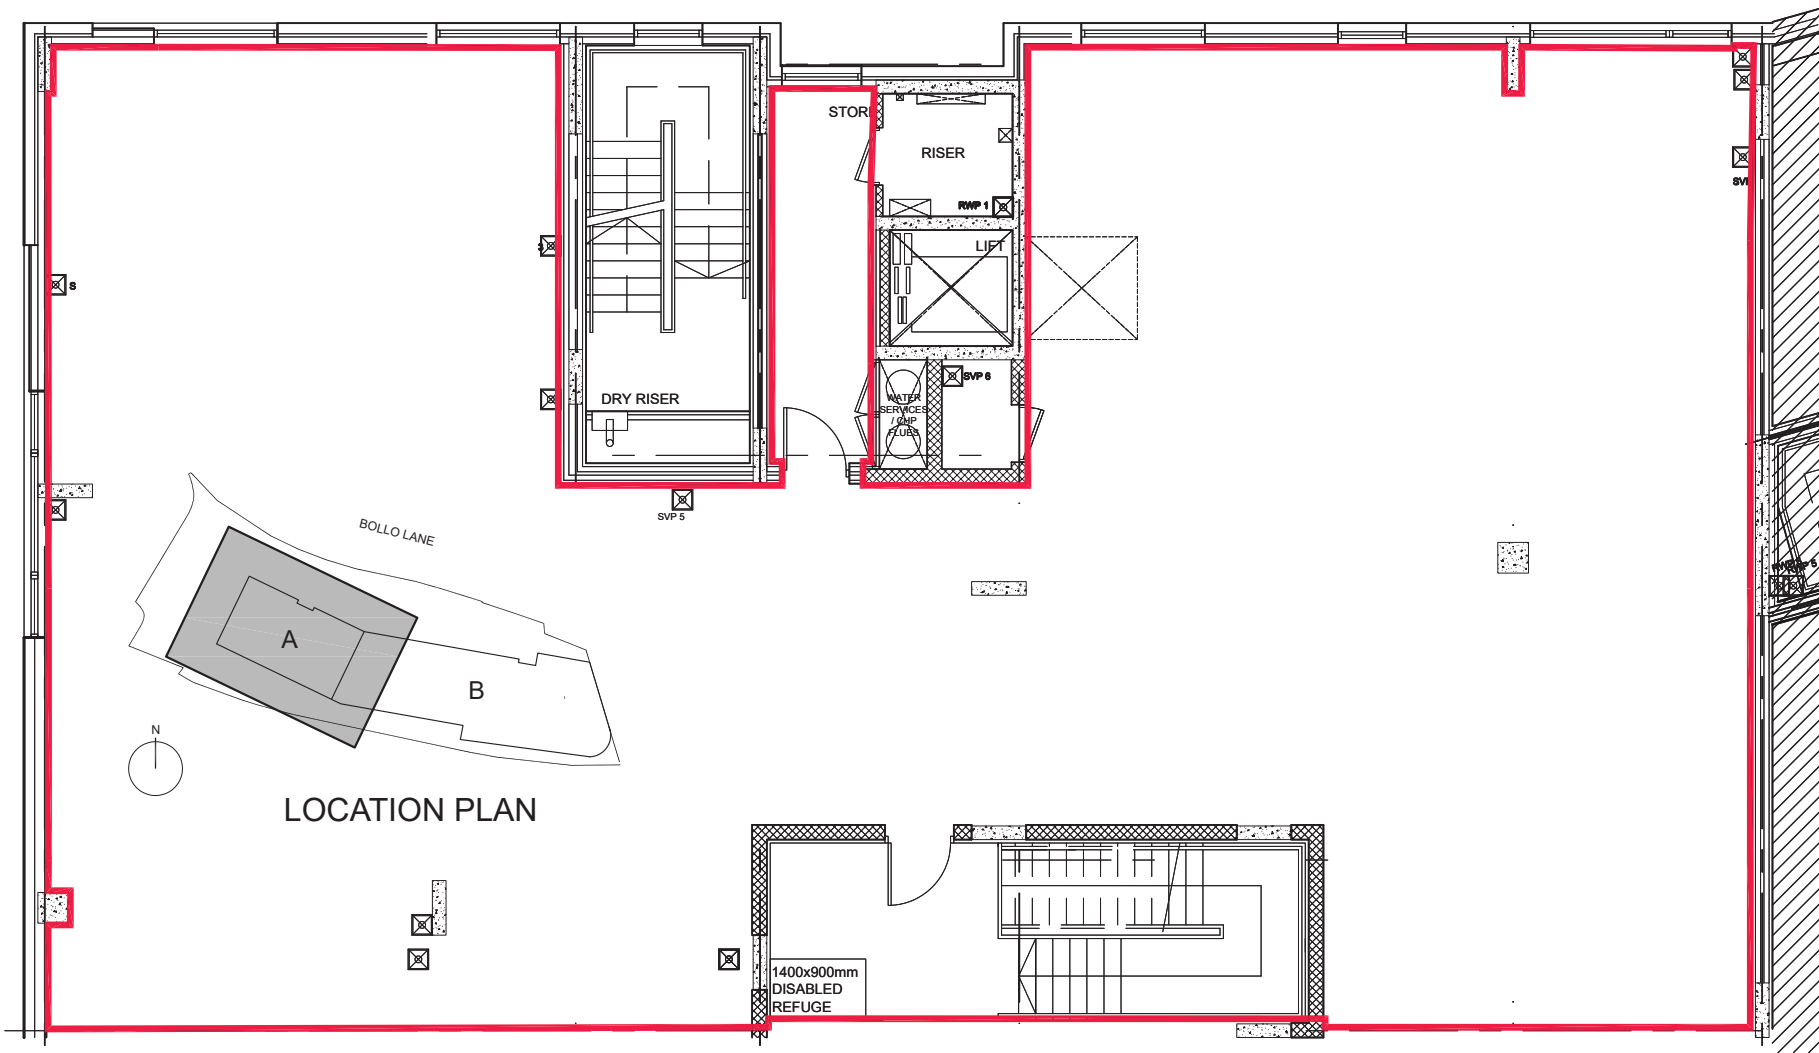 STORE
RISER
RWP 1
LIFT
SVP 6
WATER
SERVICES
/ CHP
FLUES
DRY RISER
S
SVP 5
BOLLO LANE
A
B
N
LOCATION PLAN
1400x900mm
DISABLED
REFUGE